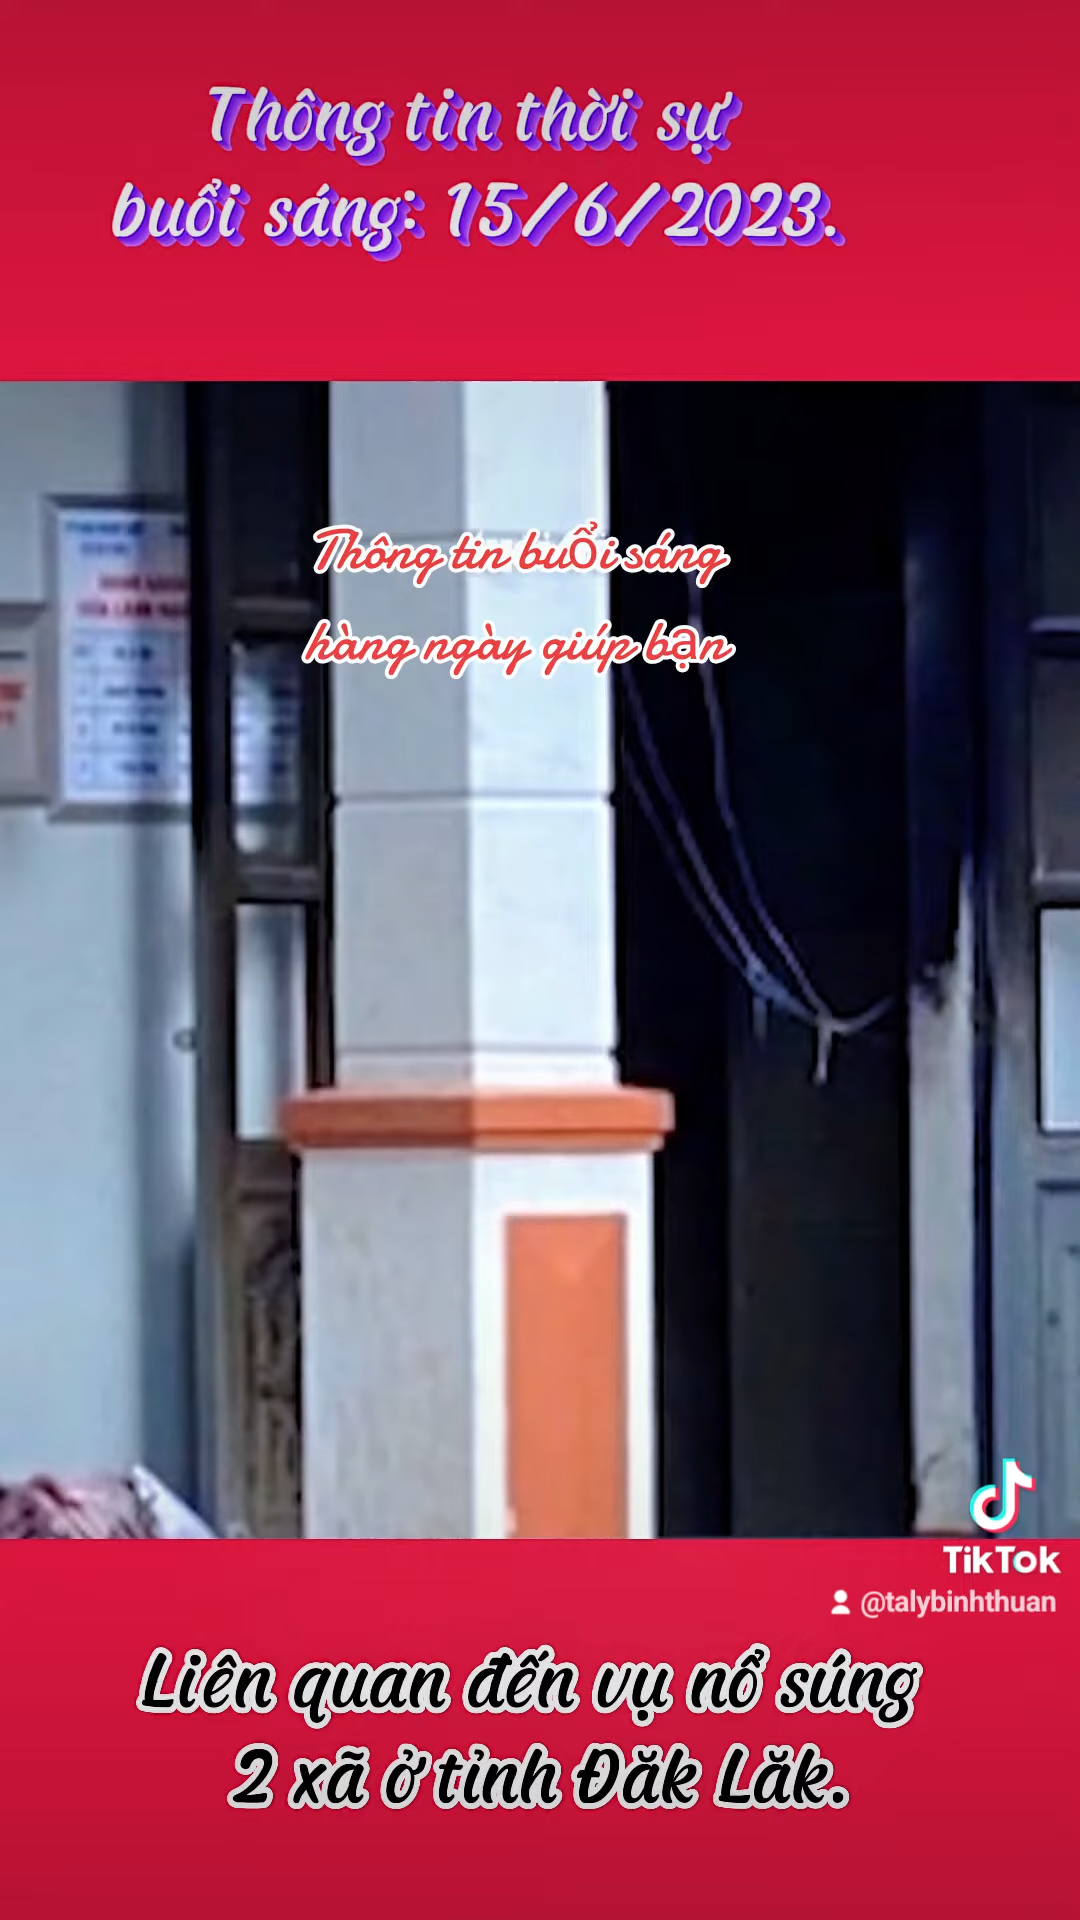 Thông tin thời sự
buổi sáng: 15/6/2023.
Thông tin buổi sáng
hàng ngày giúp bạn
TikTok
@talybinhthuan
Liên quan đến vụ nổ súng
2 xã ở tỉnh Đăk Lăk.